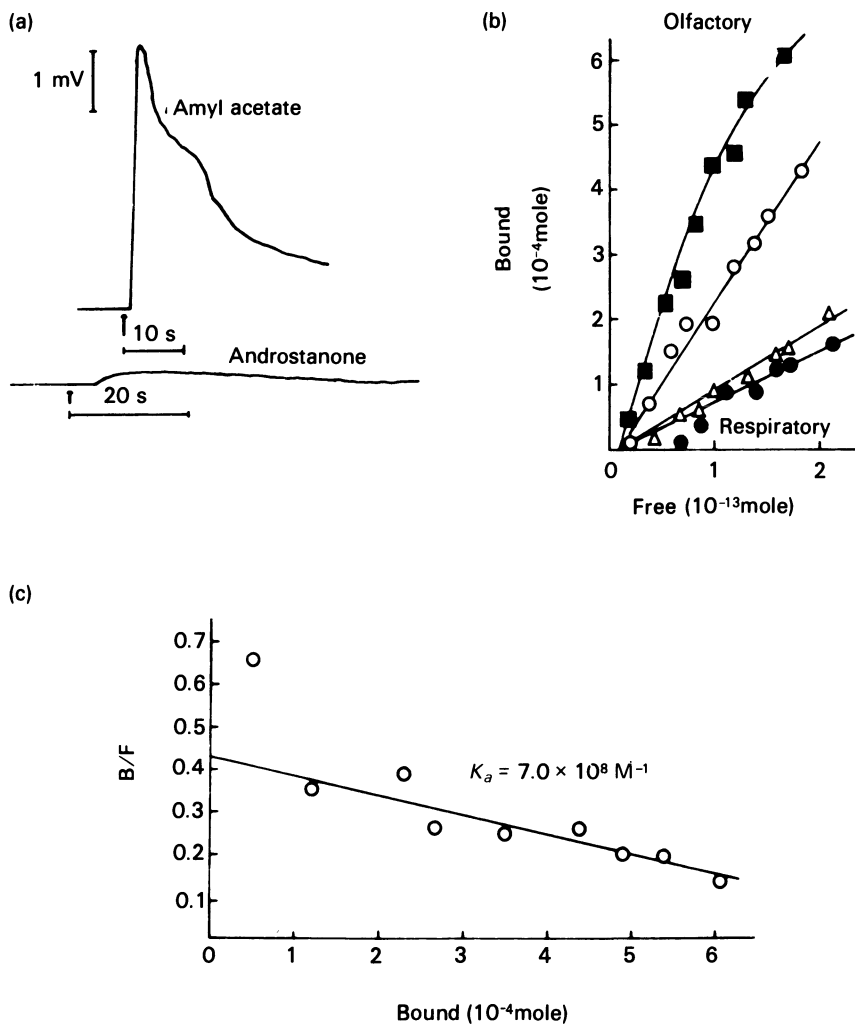 (a)
1 mV
Amyl acetate
10 s
Androstanone
20 s
(b)
Olfactory
Bound
(10⁻⁴mole)
6
5
4
3
2
1
Respiratory
0 1 2
Free (10⁻¹³mole)
(c)
B/F
0.7
0.6
0.5
0.4
0.3
0.2
0.1
Kₐ = 7.0 × 10⁸ M⁻¹
0 1 2 3 4 5 6
Bound (10⁻⁴mole)